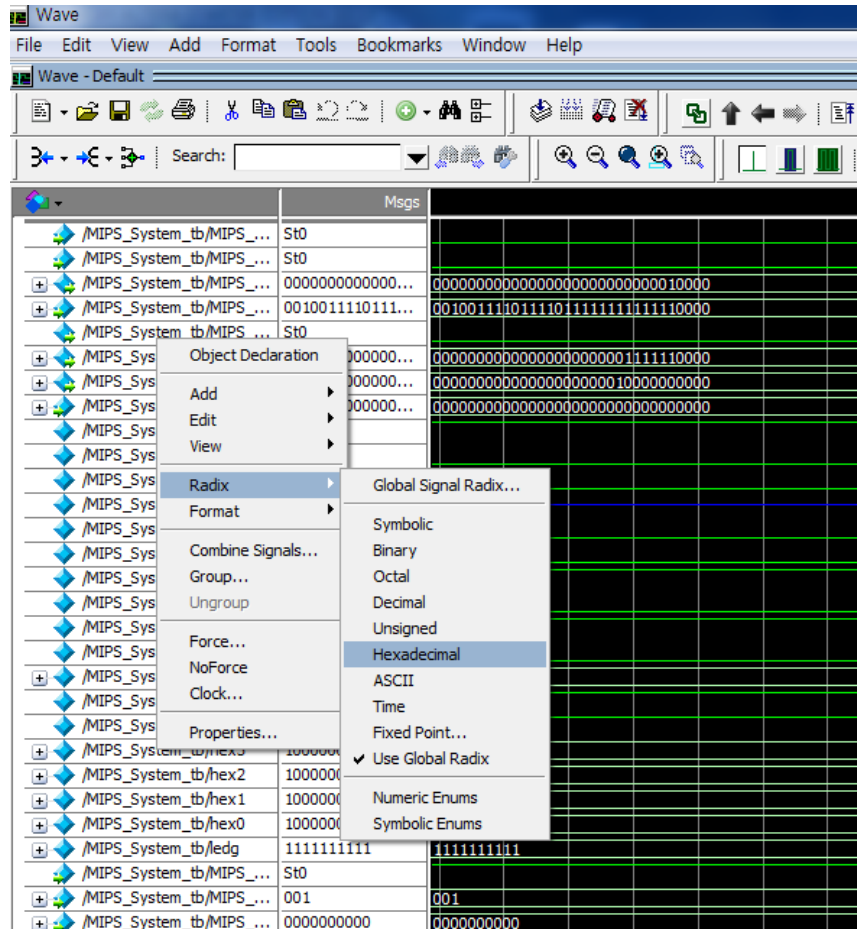 Wave
File Edit View Add Format Tools Bookmarks Window Help
Wave - Default
Search:
Msgs
/MIPS_System_tb/MIPS_... St0
/MIPS_System_tb/MIPS_... St0
/MIPS_System_tb/MIPS_... 0000000000000... 00000000000000000000000000010000
/MIPS_System_tb/MIPS_... 0010011110111... 00100111101111011111111111110000
/MIPS_System_tb/MIPS_... St0
/MIPS_Sys
Object Declaration
000000... 00000000000000000000001111110000
/MIPS_Sys
000000... 00000000000000000000010000000000
/MIPS_Sys
Add
000000... 00000000000000000000000000000000
/MIPS_Sys
Edit
/MIPS_Sys
View
/MIPS_Sys
Radix
Global Signal Radix...
/MIPS_Sys
Format
/MIPS_Sys
Symbolic
/MIPS_Sys
Combine Signals...
Binary
/MIPS_Sys
Group...
Octal
/MIPS_Sys
Ungroup
Decimal
/MIPS_Sys
Unsigned
/MIPS_Sys
Force...
Hexadecimal
/MIPS_Sys
NoForce
ASCII
/MIPS_Sys
Clock...
Time
/MIPS_Sys
Properties...
Fixed Point...
/MIPS_System_tb/hex3
Use Global Radix
/MIPS_System_tb/hex2 100000
/MIPS_System_tb/hex1 100000
Numeric Enums
/MIPS_System_tb/hex0 100000
Symbolic Enums
/MIPS_System_tb/ledg 1111111111 1111111111
/MIPS_System_tb/MIPS_... St0
/MIPS_System_tb/MIPS_... 001 001
/MIPS_System_tb/MIPS_... 0000000000 0000000000